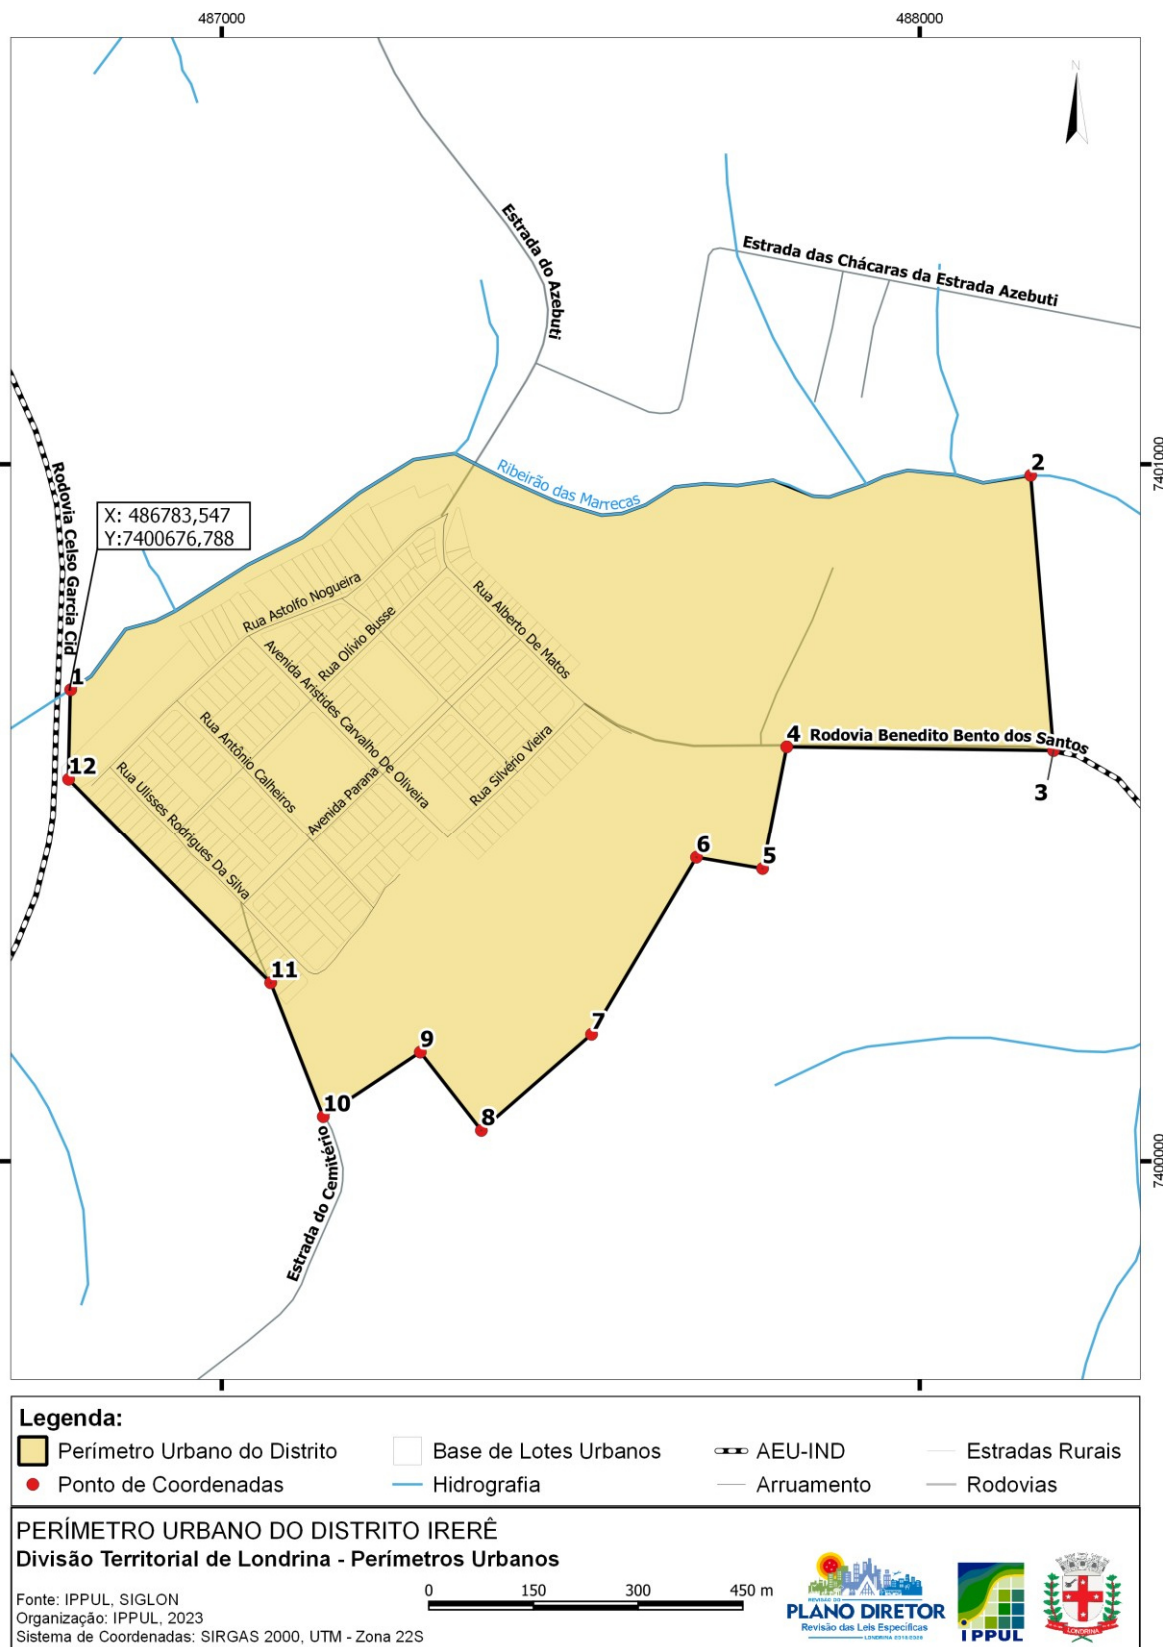 487000
488000
N
Estrada do Azebuti
Estrada das Chácaras da Estrada Azebuti
7401000
Ribeirão das Marrecas
2
Rodovia Celso Garcia Cid
X: 486783,547
Y:7400676,788
Rua Astolfo Nogueira
Rua Olívio Busse
Rua Alberto De Matos
Avenida Aristides Carvalho De Oliveira
1
Rua Antônio Calheiros
Rua Silvério Vieira
4
Rodovia Benedito Bento dos Santos
3
12
Rua Ulisses Rodrigues Da Silva
Avenida Parana
6
5
11
7
9
10
8
7400000
Estrada do Cemitério
Legenda:
Perímetro Urbano do Distrito
Base de Lotes Urbanos
AEU-IND
Estradas Rurais
Ponto de Coordenadas
Hidrografia
Arruamento
Rodovias
PERÍMETRO URBANO DO DISTRITO IRERÊ
Divisão Territorial de Londrina - Perímetros Urbanos
Fonte: IPPUL, SIGLON
Organização: IPPUL, 2023
Sistema de Coordenadas: SIRGAS 2000, UTM - Zona 22S
0 150 300 450 m
REVISÃO DO
PLANO DIRETOR
Revisão das Leis Específicas
LONDRINA 2018/2028
IPPUL
LONDRINA